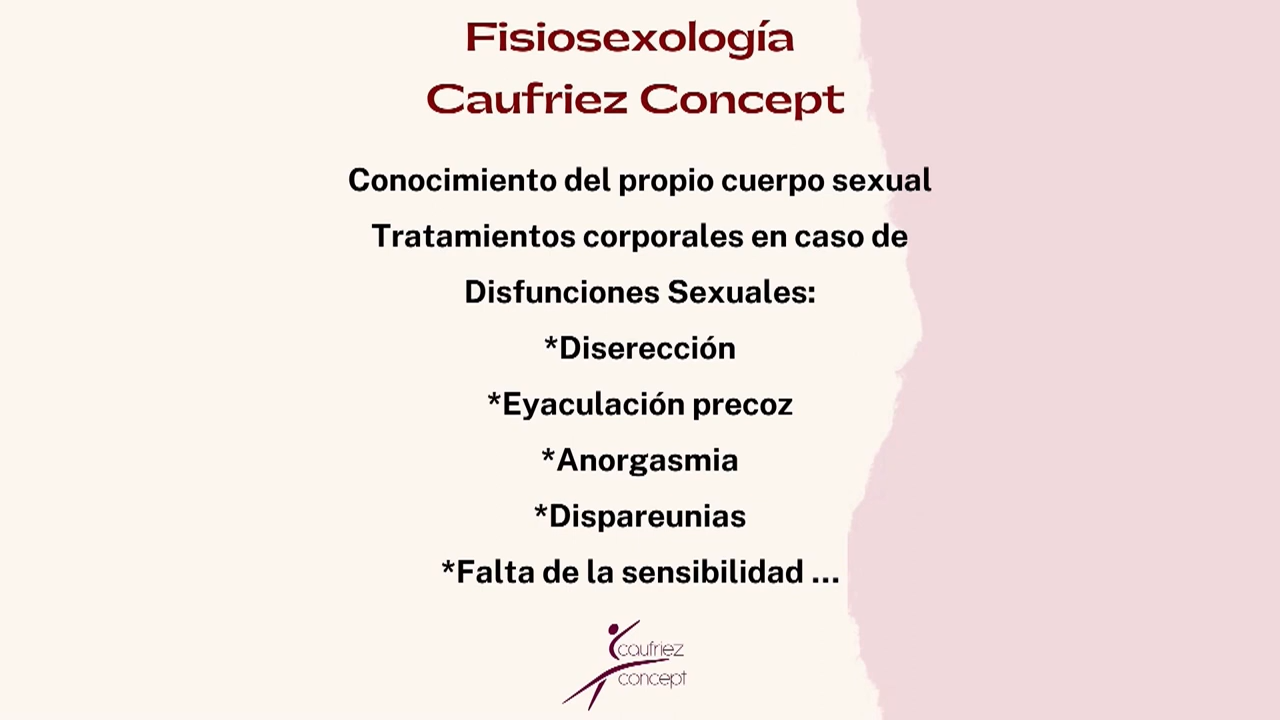 Fisiosexología
Caufriez Concept
Conocimiento del propio cuerpo sexual
Tratamientos corporales en caso de
Disfunciones Sexuales:
*Diserección
*Eyaculación precoz
*Anorgasmia
*Dispareunias
*Falta de la sensibilidad ...
caufriez
concept